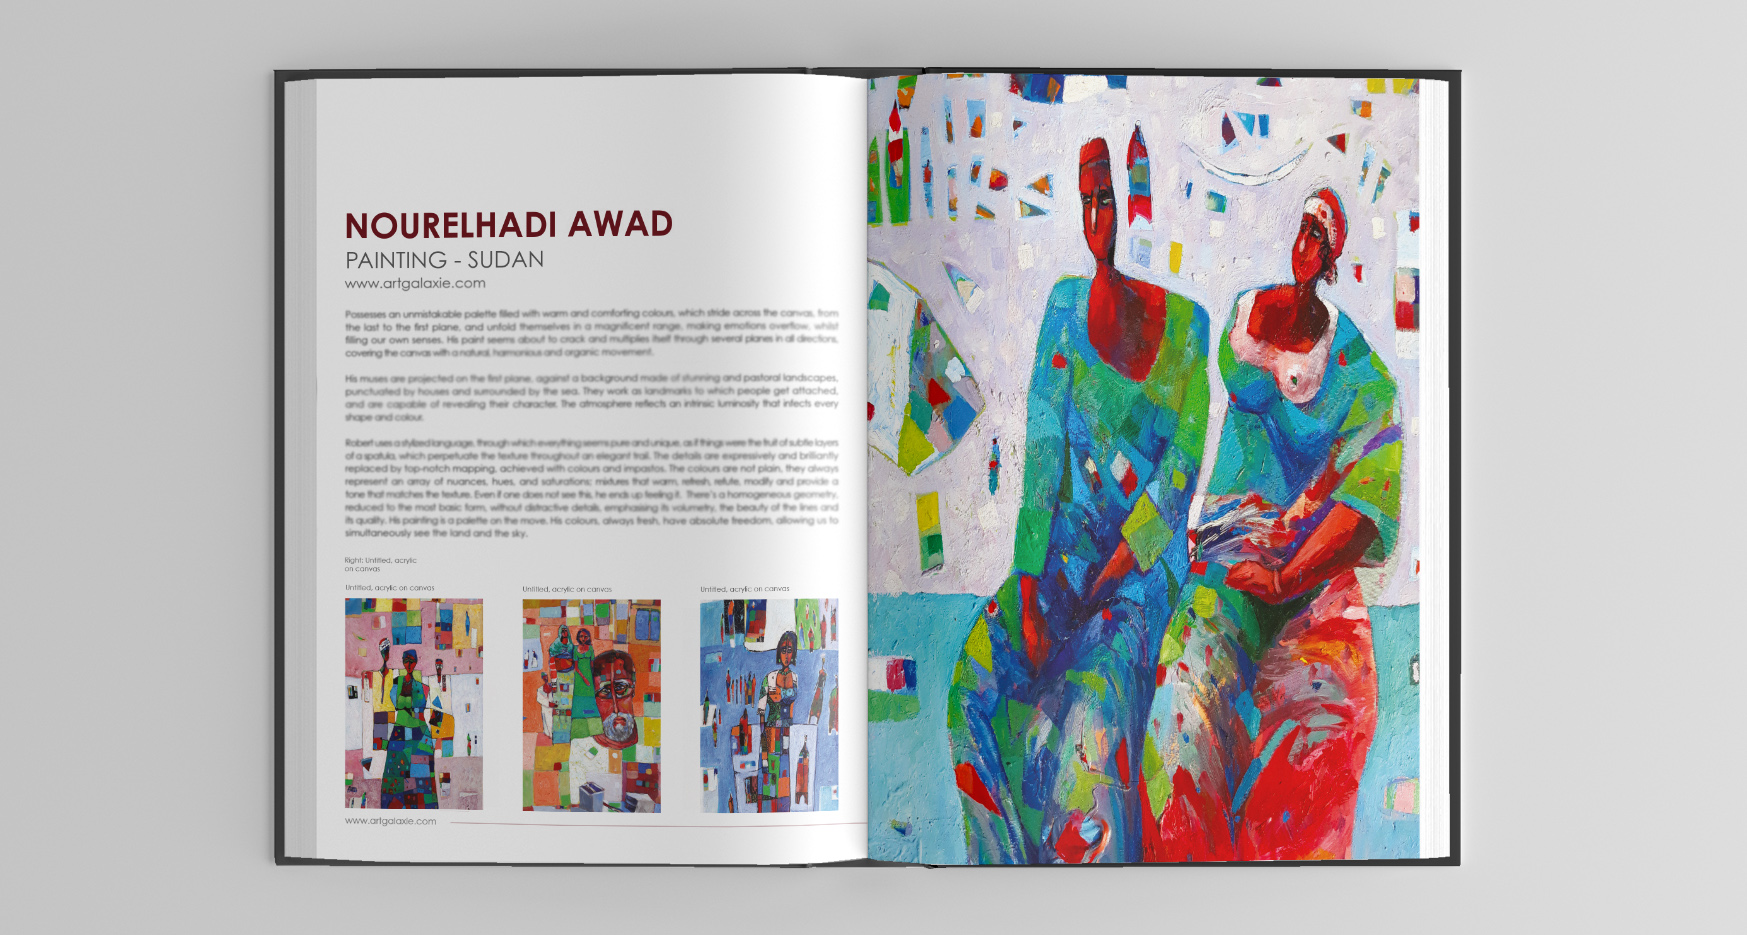 NOURELHADI AWAD
PAINTING - SUDAN
www.artgalaxie.com
Possesses an unmistakable palette filled with warm and comforting colours, which stride across the canvas, from
the last to the first plane, and unfold themselves in a magnificent range, making emotions overflow, whilst
filling our own senses. His paint seems about to crack and multiplies itself through several planes in all directions,
covering the canvas with a natural, harmonious and organic movement.
His muses are projected on the first plane, against a background made of stunning and pastoral landscapes,
punctuated by houses and surrounded by the sea. They work as landmarks to which people get attached,
and are capable of revealing their character. The atmosphere reflects an intrinsic luminosity that infects every
shape and colour.
Robert uses a stylized language, through which everything seems pure and unique, as if things were the fruit of subtle layers
of a spatula, which perpetuate the texture throughout an elegant trail. The details are expressively and brilliantly
replaced by top-notch mapping, achieved with colours and impastos. The colours are not plain, they always
represent an array of nuances, hues, and saturations; mixtures that warm, refresh, refute, modify and provide a
tone that matches the texture. Even if one does not see this, he ends up feeling it. There's a homogeneous geometry,
reduced to the most basic form, without distractive details, emphasising its volumetry, the beauty of the lines and
its quality. His painting is a palette on the move. His colours, always fresh, have absolute freedom, allowing us to
simultaneously see the land and the sky.
Right: Untitled, acrylic
on canvas
Untitled, acrylic on canvas
Untitled, acrylic on canvas
Untitled, acrylic on canvas
www.artgalaxie.com